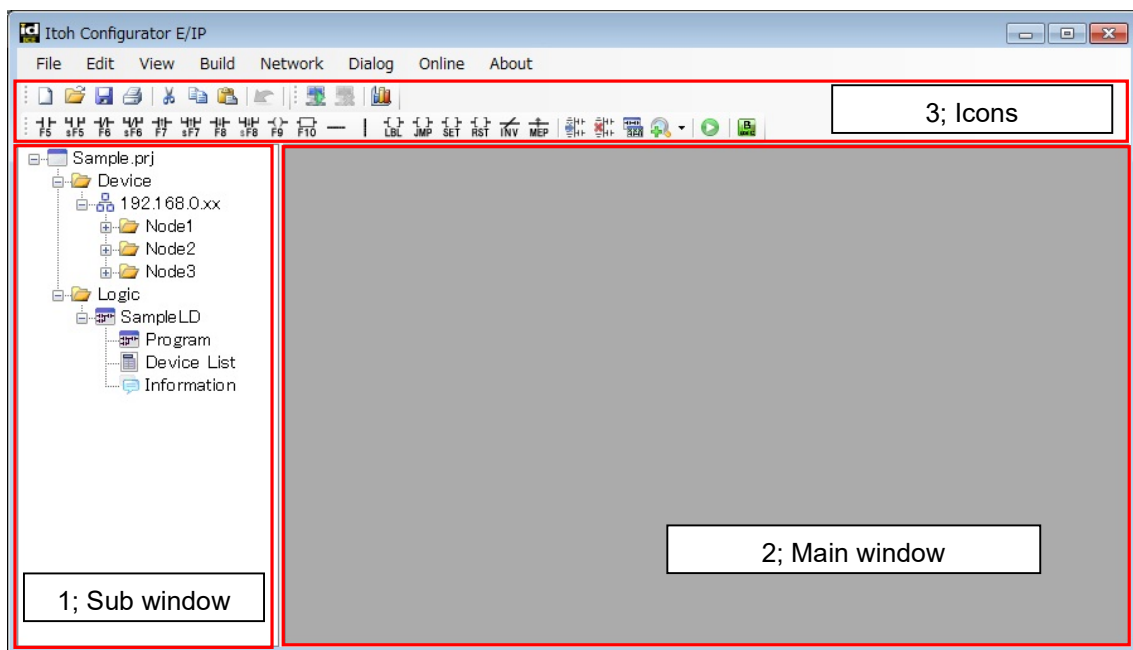 Itoh Configurator E/IP
File Edit View Build Network Dialog Online About
3; Icons
F5 sF5 F6 sF6 F7 sF7 F8 sF8 F9 F10 LBL JMP SET RST INV MEP
Sample.prj
Device
192.168.0.xx
Node1
Node2
Node3
Logic
SampleLD
Program
Device List
Information
2; Main window
1; Sub window